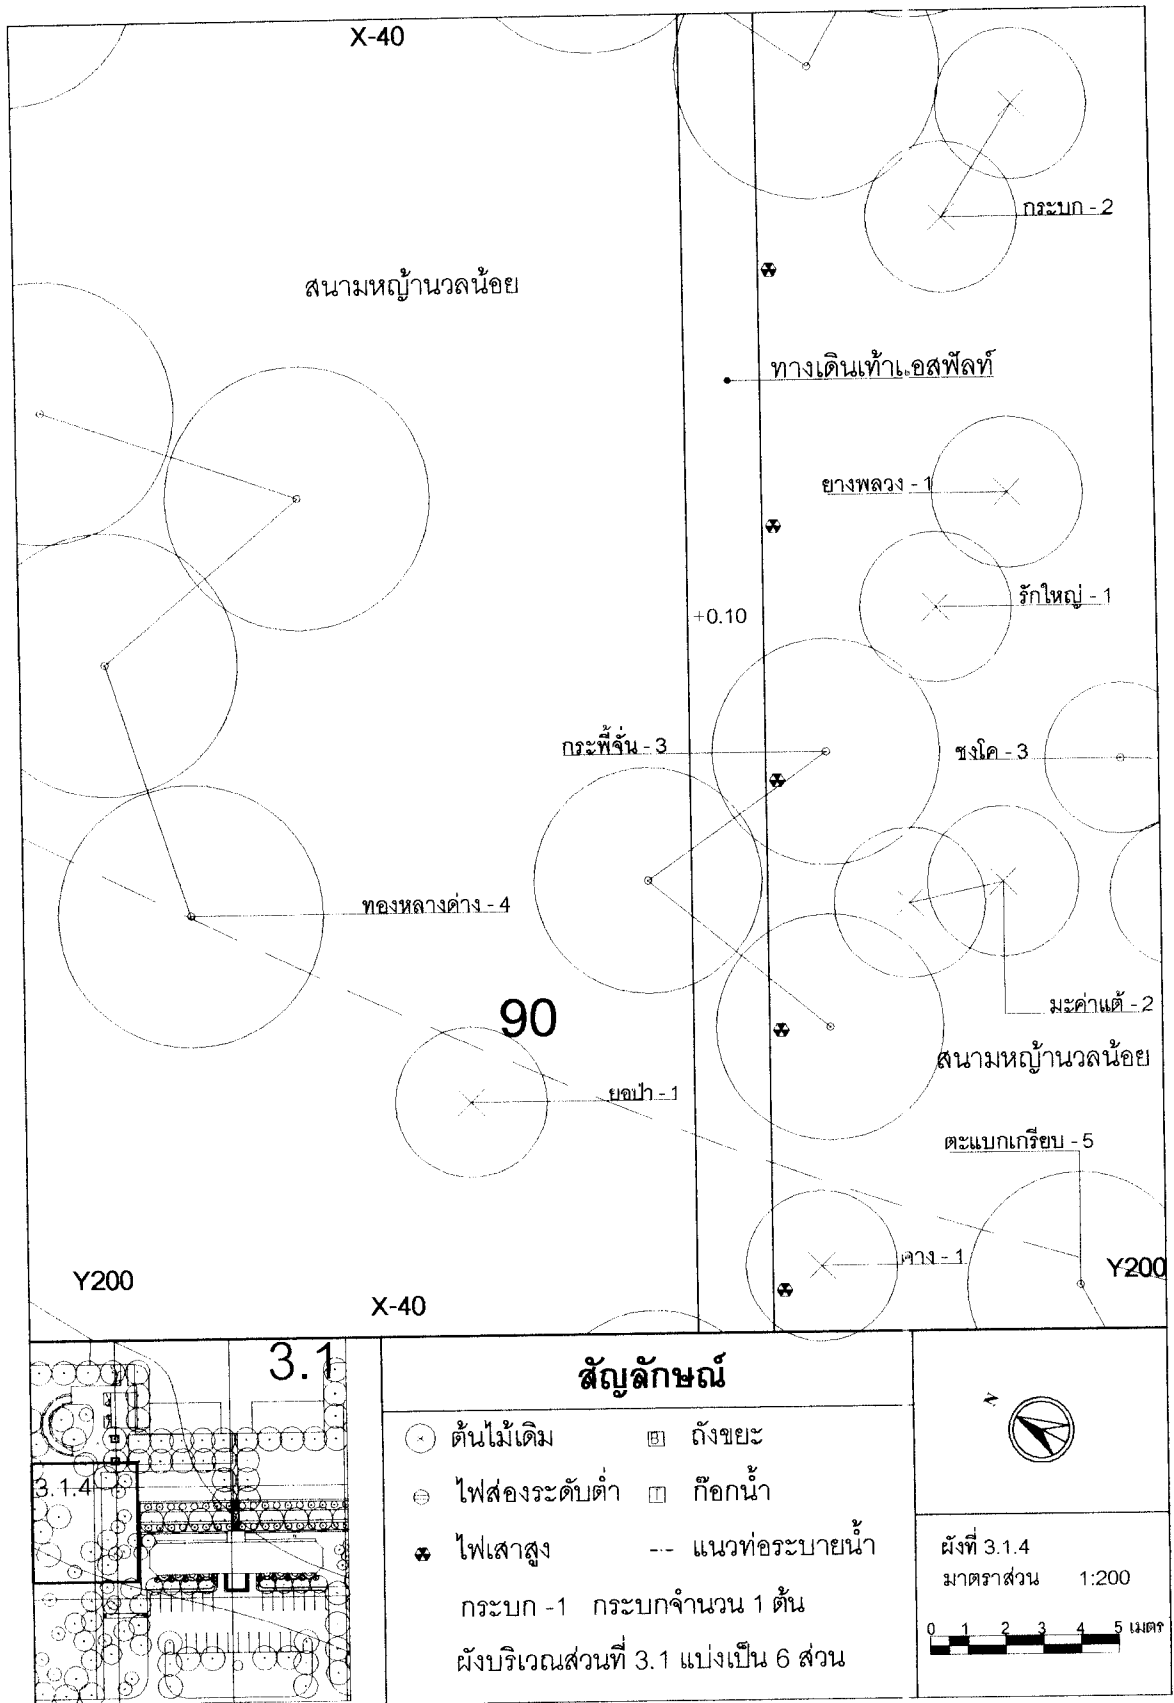 X-40
กระบก - 2
สนามหญ้านวลน้อย
ทางเดินเท้าแอสฟัลท์
ยางพลวง - 1
รักใหญ่ - 1
+0.10
กระพี้จั่น - 3
ชงโค - 3
ทองหลางด่าง - 4
90
มะค่าแต้ - 2
สนามหญ้านวลน้อย
ยอป่า - 1
ตะแบกเกรียบ - 5
คาง - 1
Y200
Y200
X-40
3.1
3.1.4
สัญลักษณ์
ต้นไม้เดิม
ถังขยะ
ไฟส่องระดับต่ำ
ก๊อกน้ำ
ไฟเสาสูง
แนวท่อระบายน้ำ
กระบก -1 กระบกจำนวน 1 ต้น
ผังบริเวณส่วนที่ 3.1 แบ่งเป็น 6 ส่วน
N
ผังที่ 3.1.4
มาตราส่วน 1:200
0 1 2 3 4 5 เมตร